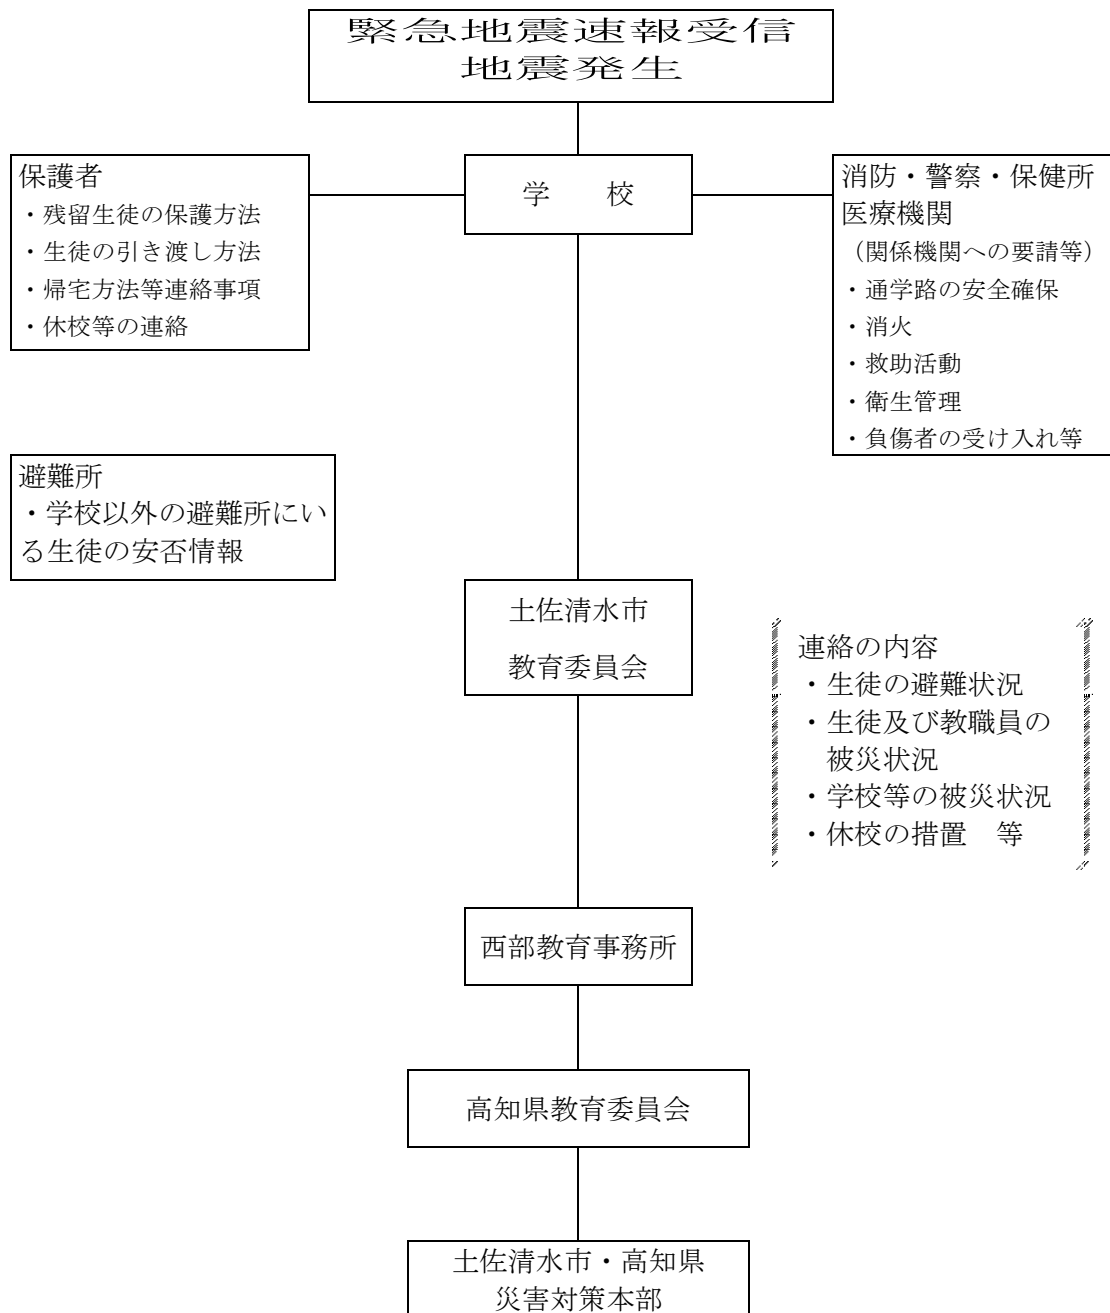 緊急地震速報受信
地震発生
保護者
・残留生徒の保護方法
・生徒の引き渡し方法
・帰宅方法等連絡事項
・休校等の連絡
学　　校
消防・警察・保健所
医療機関
（関係機関への要請等）
・通学路の安全確保
・消火
・救助活動
・衛生管理
・負傷者の受け入れ等
避難所
・学校以外の避難所にい
る生徒の安否情報
土佐清水市
教育委員会
連絡の内容
・生徒の避難状況
・生徒及び教職員の
被災状況
・学校等の被災状況
・休校の措置　等
西部教育事務所
高知県教育委員会
土佐清水市・高知県
災害対策本部